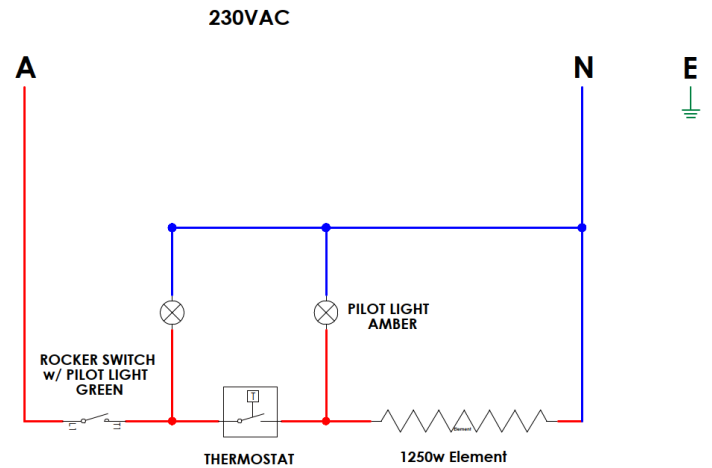 230VAC
A
N
E
PILOT LIGHT
AMBER
ROCKER SWITCH
w/ PILOT LIGHT
GREEN
T
Element
THERMOSTAT
1250w Element